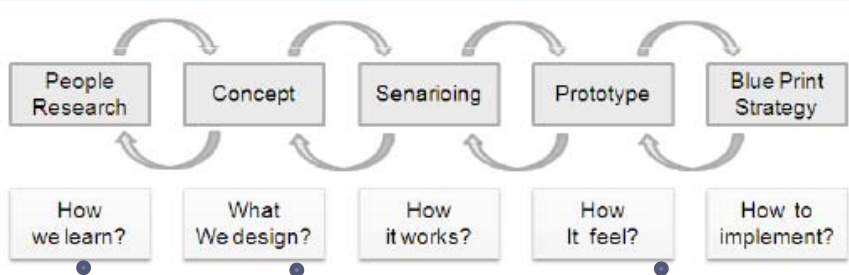 People
Research
Concept
Senarioing
Prototype
Blue Print
Strategy
How
we learn?
What
We design?
How
it works?
How
It feel?
How to
implement?